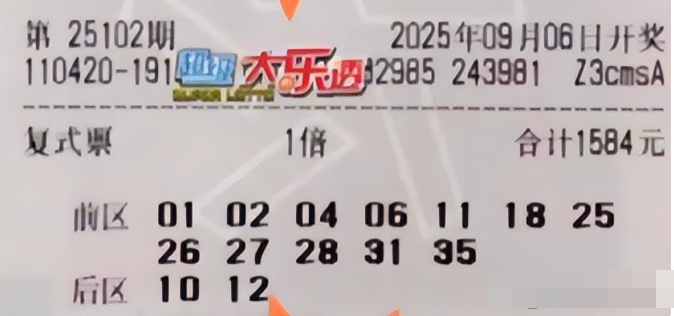 第 25102期 2025年09月06日开奖
110420-191 超级大乐透 32985 243981 Z3cmsA
SUPER LOTTO
复式票 1倍 合计1584元
前区 01 02 04 06 11 18 25
26 27 28 31 35
后区 10 12